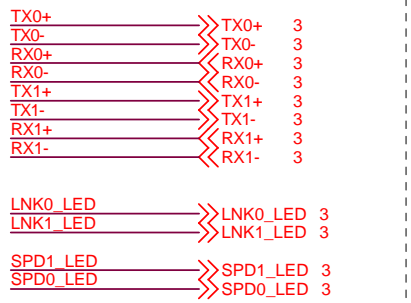 TX0+ TX0+ 3
TX0- TX0- 3
RX0+ RX0+ 3
RX0- RX0- 3
TX1+ TX1+ 3
TX1- TX1- 3
RX1+ RX1+ 3
RX1- RX1- 3
LNK0_LED LNK0_LED 3
LNK1_LED LNK1_LED 3
SPD1_LED SPD1_LED 3
SPD0_LED SPD0_LED 3